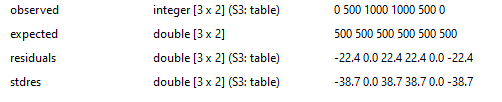 observed integer [3 x 2] (S3: table) 0 500 1000 1000 500 0
expected double [3 x 2] 500 500 500 500 500 500
residuals double [3 x 2] (S3: table) -22.4 0.0 22.4 22.4 0.0 -22.4
stdres double [3 x 2] (S3: table) -38.7 0.0 38.7 38.7 0.0 -38.7